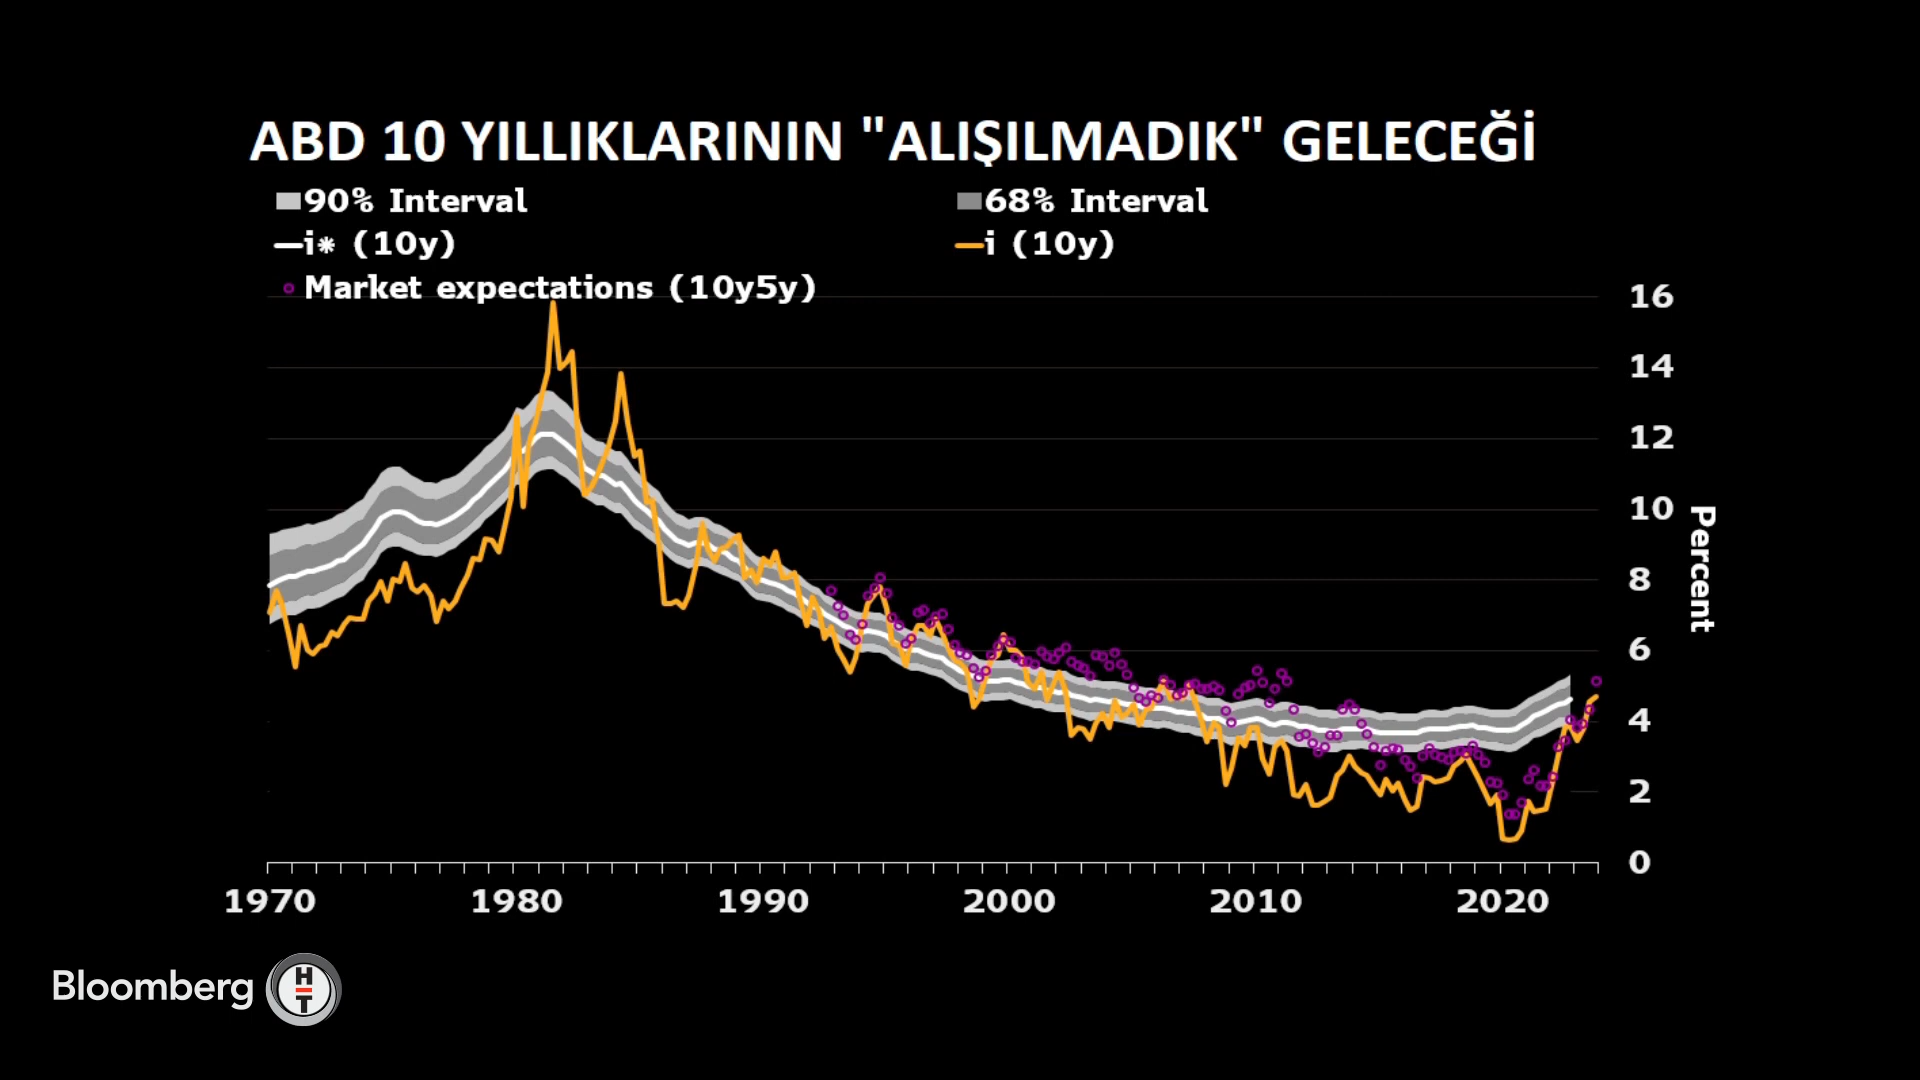 ABD 10 YILLIKLARININ "ALIŞILMADIK" GELECEĞİ
90% Interval
68% Interval
i* (10y)
i (10y)
Market expectations (10y5y)
16
14
12
10
8
6
4
2
0
Percent
1970 1980 1990 2000 2010 2020
Bloomberg HT